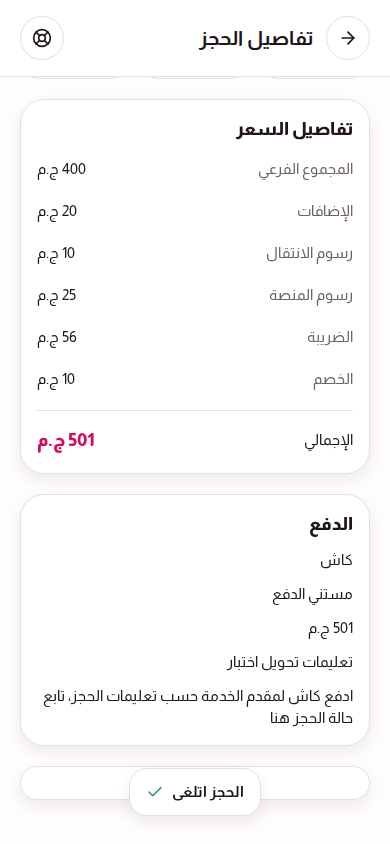 تفاصيل الحجز
تفاصيل السعر
المجموع الفرعي 400 ج.م
الإضافات 20 ج.م
رسوم الانتقال 10 ج.م
رسوم المنصة 25 ج.م
الضريبة 56 ج.م
الخصم 10 ج.م
الإجمالي 501 ج.م
الدفع
كاش
مستني الدفع
501 ج.م
تعليمات تحويل اختبار
ادفع كاش لمقدم الخدمة حسب تعليمات الحجز، تابع
حالة الحجز هنا
الحجز اتلغى